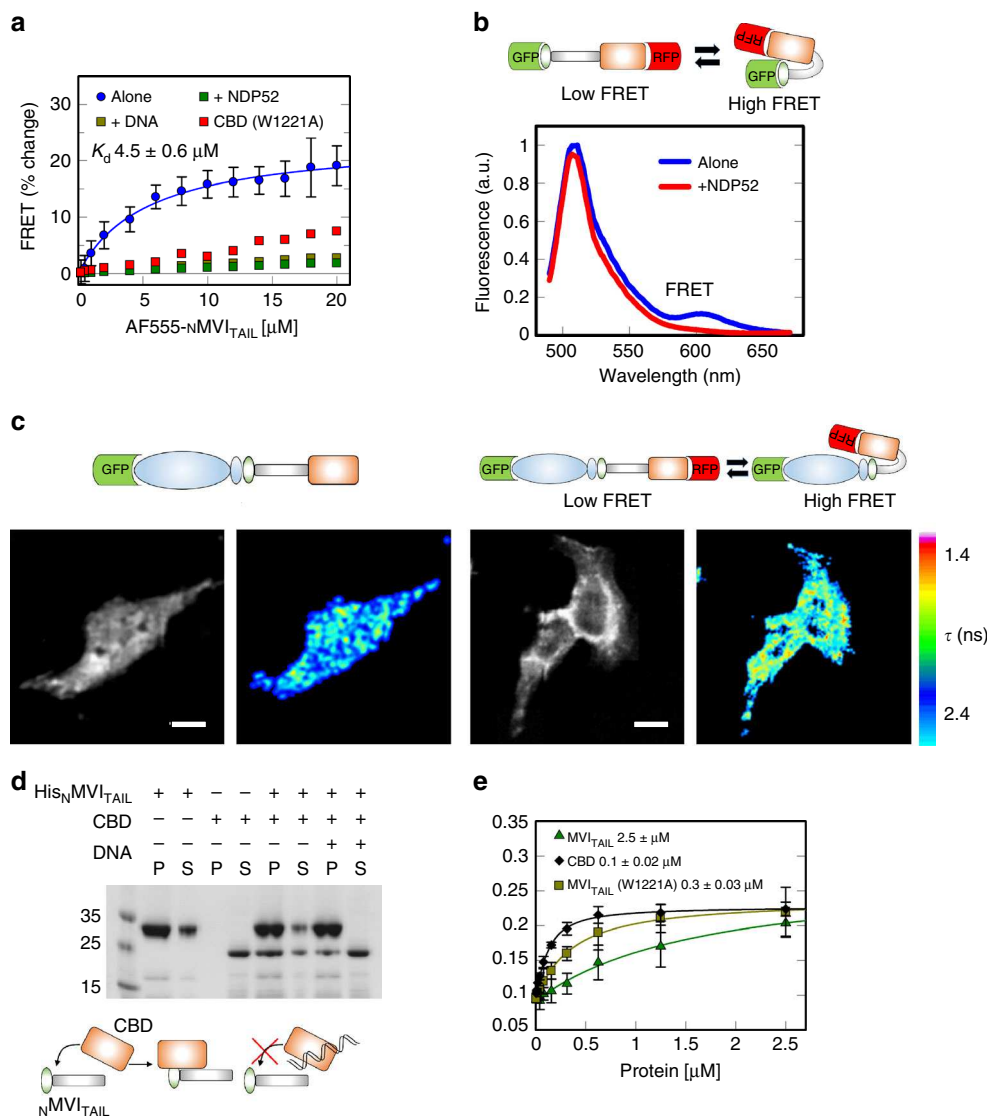 a
30
20
10
0
FRET (% change)
Alone
+ NDP52
+ DNA
CBD (W1221A)
Kd 4.5 ± 0.6 μM
0 5 10 15 20
AF555-NMVITAIL [μM]
b
GFP
RFP
RFP
GFP
Low FRET
High FRET
1
0.8
0.6
0.4
0.2
0
Fluorescence (a.u.)
Alone
+NDP52
FRET
500 550 600 650
Wavelength (nm)
c
GFP
GFP
RFP
GFP
RFP
Low FRET
High FRET
1.4
τ (ns)
2.4
d
HisNMVITAIL + + – – + + + +
CBD – – + + + + + +
DNA – – – – – – + +
P S P S P S P S
35
25
15
CBD
NMVITAIL
e
0.35
0.3
0.25
0.2
0.15
0.1
0.05
MVITAIL 2.5 ± μM
CBD 0.1 ± 0.02 μM
MVITAIL (W1221A) 0.3 ± 0.03 μM
0 0.5 1 1.5 2 2.5
Protein [μM]